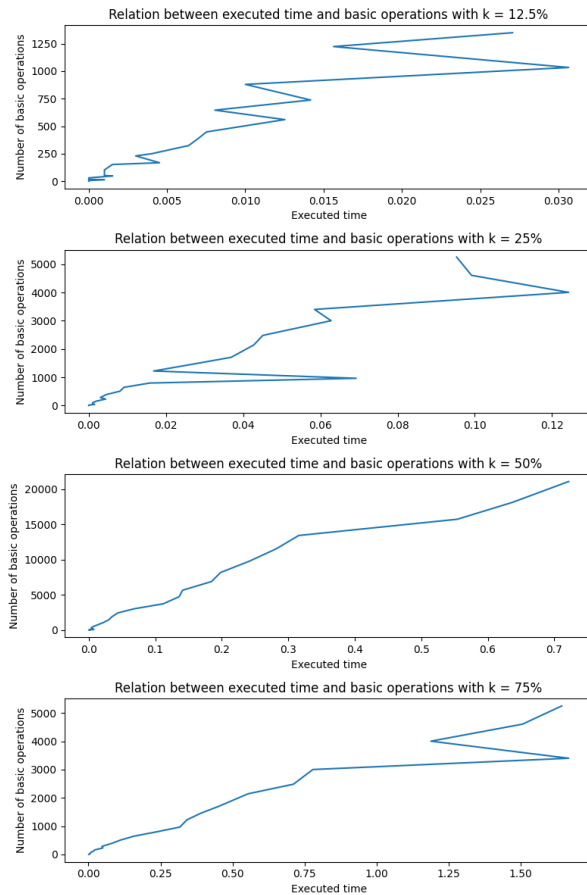 Relation between executed time and basic operations with k = 12.5%
Number of basic operations
1250
1000
750
500
250
0
0.000 0.005 0.010 0.015 0.020 0.025 0.030
Executed time
Relation between executed time and basic operations with k = 25%
Number of basic operations
5000
4000
3000
2000
1000
0
0.00 0.02 0.04 0.06 0.08 0.10 0.12
Executed time
Relation between executed time and basic operations with k = 50%
Number of basic operations
20000
15000
10000
5000
0
0.0 0.1 0.2 0.3 0.4 0.5 0.6 0.7
Executed time
Relation between executed time and basic operations with k = 75%
Number of basic operations
5000
4000
3000
2000
1000
0
0.00 0.25 0.50 0.75 1.00 1.25 1.50
Executed time